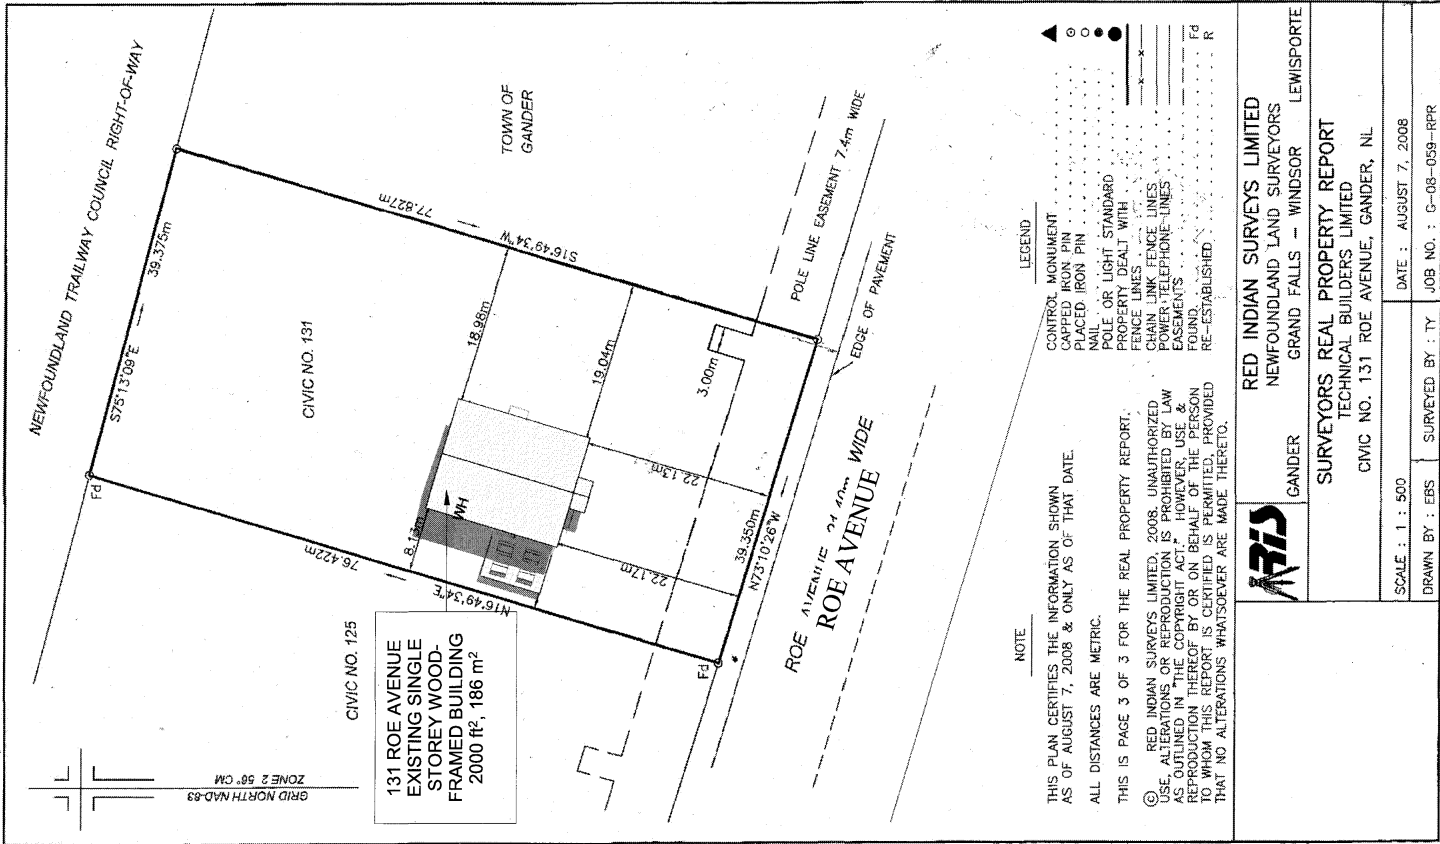 NEWFOUNDLAND TRAILWAY COUNCIL RIGHT-OF-WAY
S75°13'09"E
39.375m
Fd
TOWN OF
GANDER
CIVIC NO. 131
77.827m
S16°49'34"W
18.98m
19.04m
3.00m
POLE LINE EASEMENT 7.4m WIDE
EDGE OF PAVEMENT
76.422m
N16°49'34"E
WH
22.13m
22.17m
39.350m
N73°10'26"W
Fd
ROE AVENUE
WIDE
ROE AVENUE
CIVIC NO. 125
131 ROE AVENUE
EXISTING SINGLE
STOREY WOOD-
FRAMED BUILDING
2000 ft², 186 m²
GRID NORTH NAD-83
ZONE 2 56° CM
LEGEND
CONTROL MONUMENT
CAPPED IRON PIN
PLACED IRON PIN
NAIL
POLE OR LIGHT STANDARD
PROPERTY DEALT WITH
FENCE LINES
CHAIN LINK FENCE LINES
POWER-TELEPHONE-LINES
EASEMENTS
FOUND Fd
RE-ESTABLISHED R
NOTE
THIS PLAN CERTIFIES THE INFORMATION SHOWN
AS OF AUGUST 7, 2008 & ONLY AS OF THAT DATE.
ALL DISTANCES ARE METRIC.
THIS IS PAGE 3 OF 3 FOR THE REAL PROPERTY REPORT.
© RED INDIAN SURVEYS LIMITED, 2008. UNAUTHORIZED
USE, ALTERATIONS OR REPRODUCTION IS PROHIBITED BY LAW
AS OUTLINED IN "THE COPYRIGHT ACT." HOWEVER, USE &
REPRODUCTION THEREOF BY OR ON BEHALF OF THE PERSON
TO WHOM THIS REPORT IS CERTIFIED IS PERMITTED, PROVIDED
THAT NO ALTERATIONS WHATSOEVER ARE MADE THERETO.
RIS
RED INDIAN SURVEYS LIMITED
NEWFOUNDLAND LAND SURVEYORS
GANDER GRAND FALLS - WINDSOR LEWISPORTE
SURVEYORS REAL PROPERTY REPORT
TECHNICAL BUILDERS LIMITED
CIVIC NO. 131 ROE AVENUE, GANDER, NL
SCALE : 1 : 500
DATE : AUGUST 7, 2008
DRAWN BY : EBS
SURVEYED BY : TY
JOB NO. : G-08-059-RPR